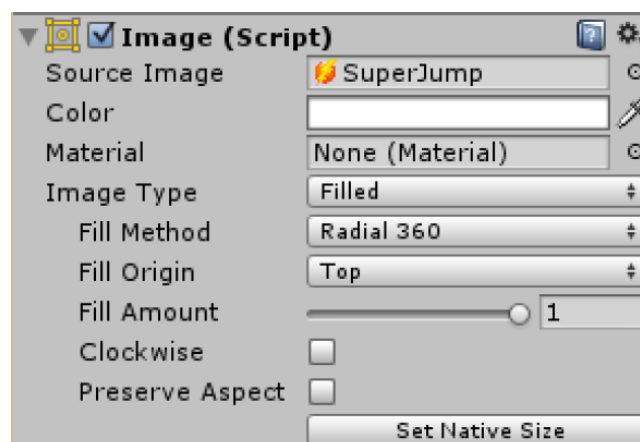 Image (Script)
Source Image SuperJump
Color
Material None (Material)
Image Type Filled
Fill Method Radial 360
Fill Origin Top
Fill Amount 1
Clockwise
Preserve Aspect
Set Native Size